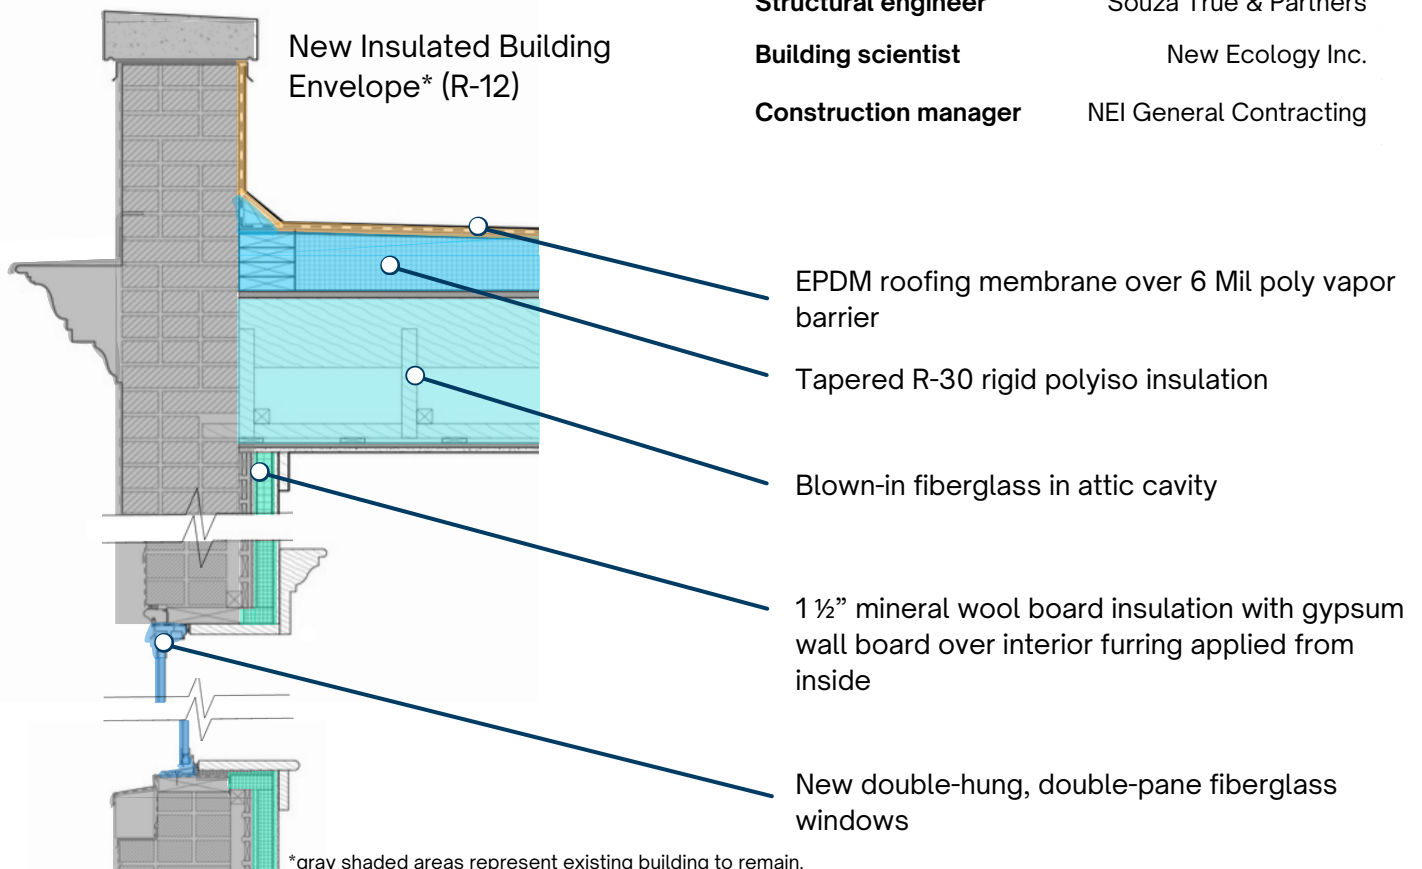 Structural engineer Souza True & Partners
New Insulated Building
Envelope* (R-12)
Building scientist New Ecology Inc.
Construction manager NEI General Contracting
EPDM roofing membrane over 6 Mil poly vapor
barrier
Tapered R-30 rigid polyiso insulation
Blown-in fiberglass in attic cavity
1 ½” mineral wool board insulation with gypsum
wall board over interior furring applied from
inside
New double-hung, double-pane fiberglass
windows
*gray shaded areas represent existing building to remain.